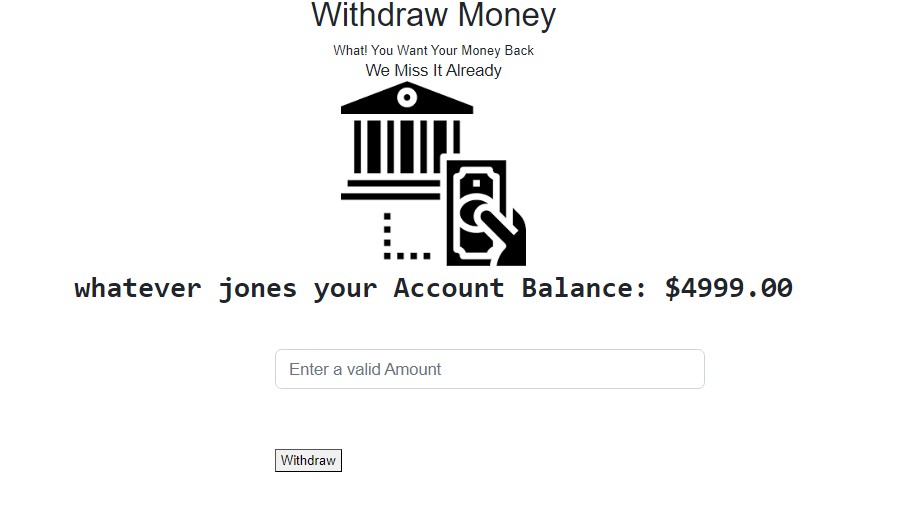 Withdraw Money
What! You Want Your Money Back
We Miss It Already
whatever jones your Account Balance: $4999.00
Enter a valid Amount
Withdraw